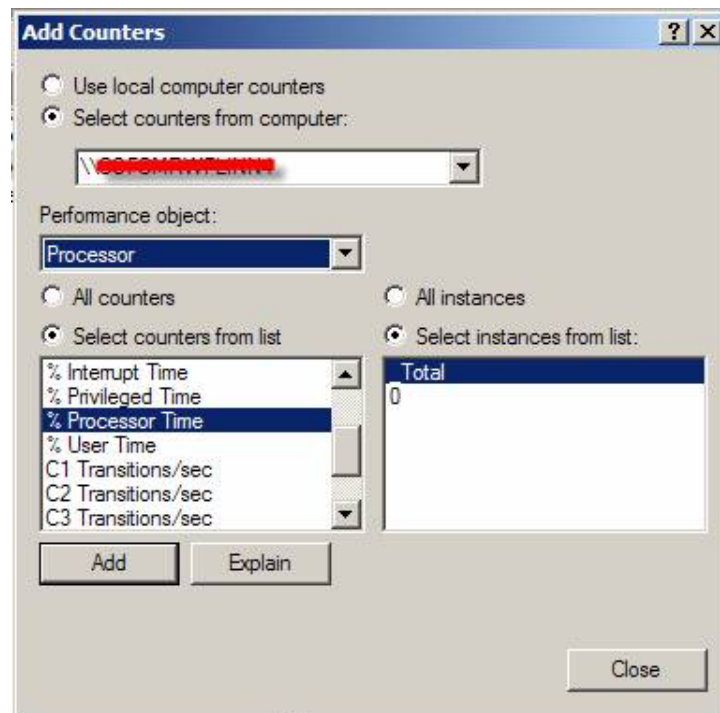 Add Counters
Use local computer counters
Select counters from computer:
\\
Performance object:
Processor
All counters
All instances
Select counters from list
Select instances from list:
% Interrupt Time
% Privileged Time
% Processor Time
% User Time
C1 Transitions/sec
C2 Transitions/sec
C3 Transitions/sec
_Total
0
Add
Explain
Close